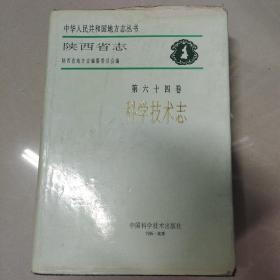 中华人民共和国地方志丛书
陕西省志
陕西省地方志编纂委员会编
第六十四卷
科学技术志
中国科学技术出版社